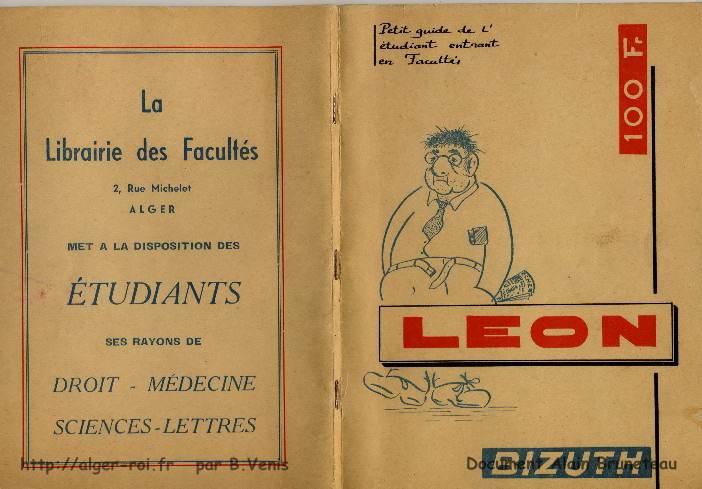 La
Librairie des Facultés
2, Rue Michelet
ALGER
MET A LA DISPOSITION DES
ÉTUDIANTS
SES RAYONS DE
DROIT - MÉDECINE
SCIENCES - LETTRES
http://alger-roi.fr par B.Venis
Petit guide de L'
étudiant entrant
en Facultés
100 Fr
LEON
BIZUTH
Document Alain Bruneteau